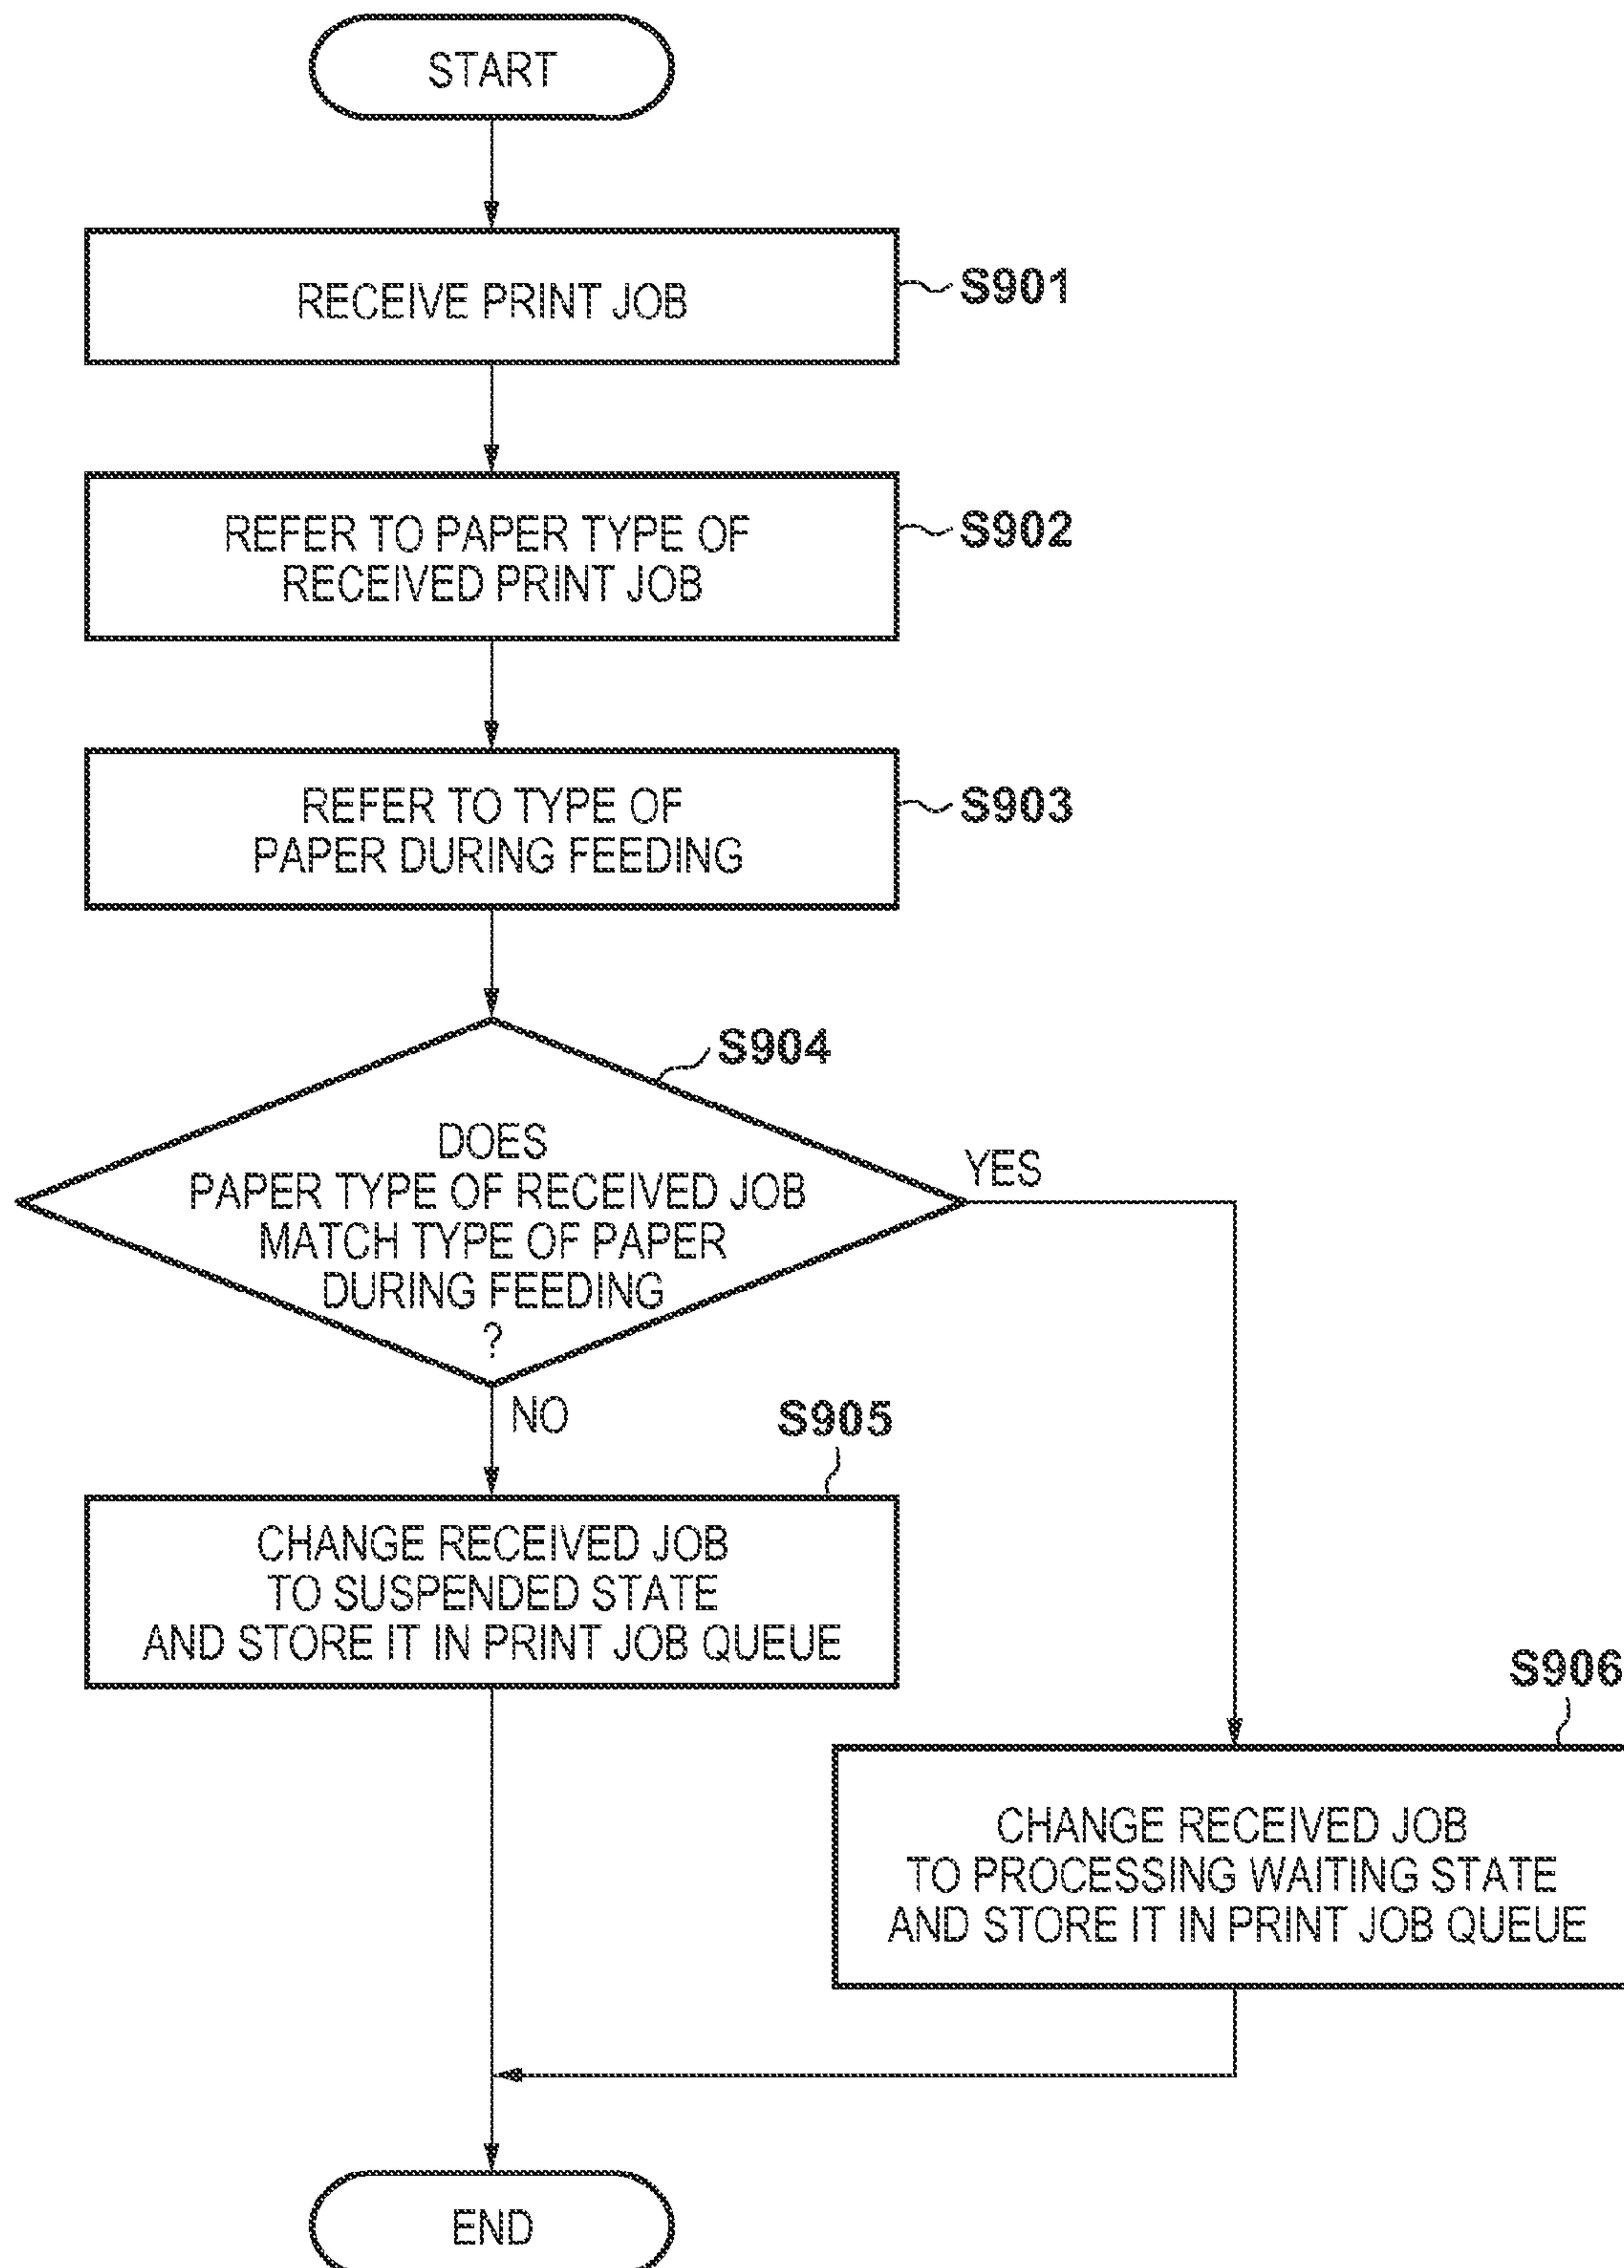 START
RECEIVE PRINT JOB
S901
REFER TO PAPER TYPE OF
RECEIVED PRINT JOB
S902
REFER TO TYPE OF
PAPER DURING FEEDING
S903
S904
DOES
PAPER TYPE OF RECEIVED JOB
MATCH TYPE OF PAPER
DURING FEEDING
?
YES
NO
S905
CHANGE RECEIVED JOB
TO SUSPENDED STATE
AND STORE IT IN PRINT JOB QUEUE
S906
CHANGE RECEIVED JOB
TO PROCESSING WAITING STATE
AND STORE IT IN PRINT JOB QUEUE
END